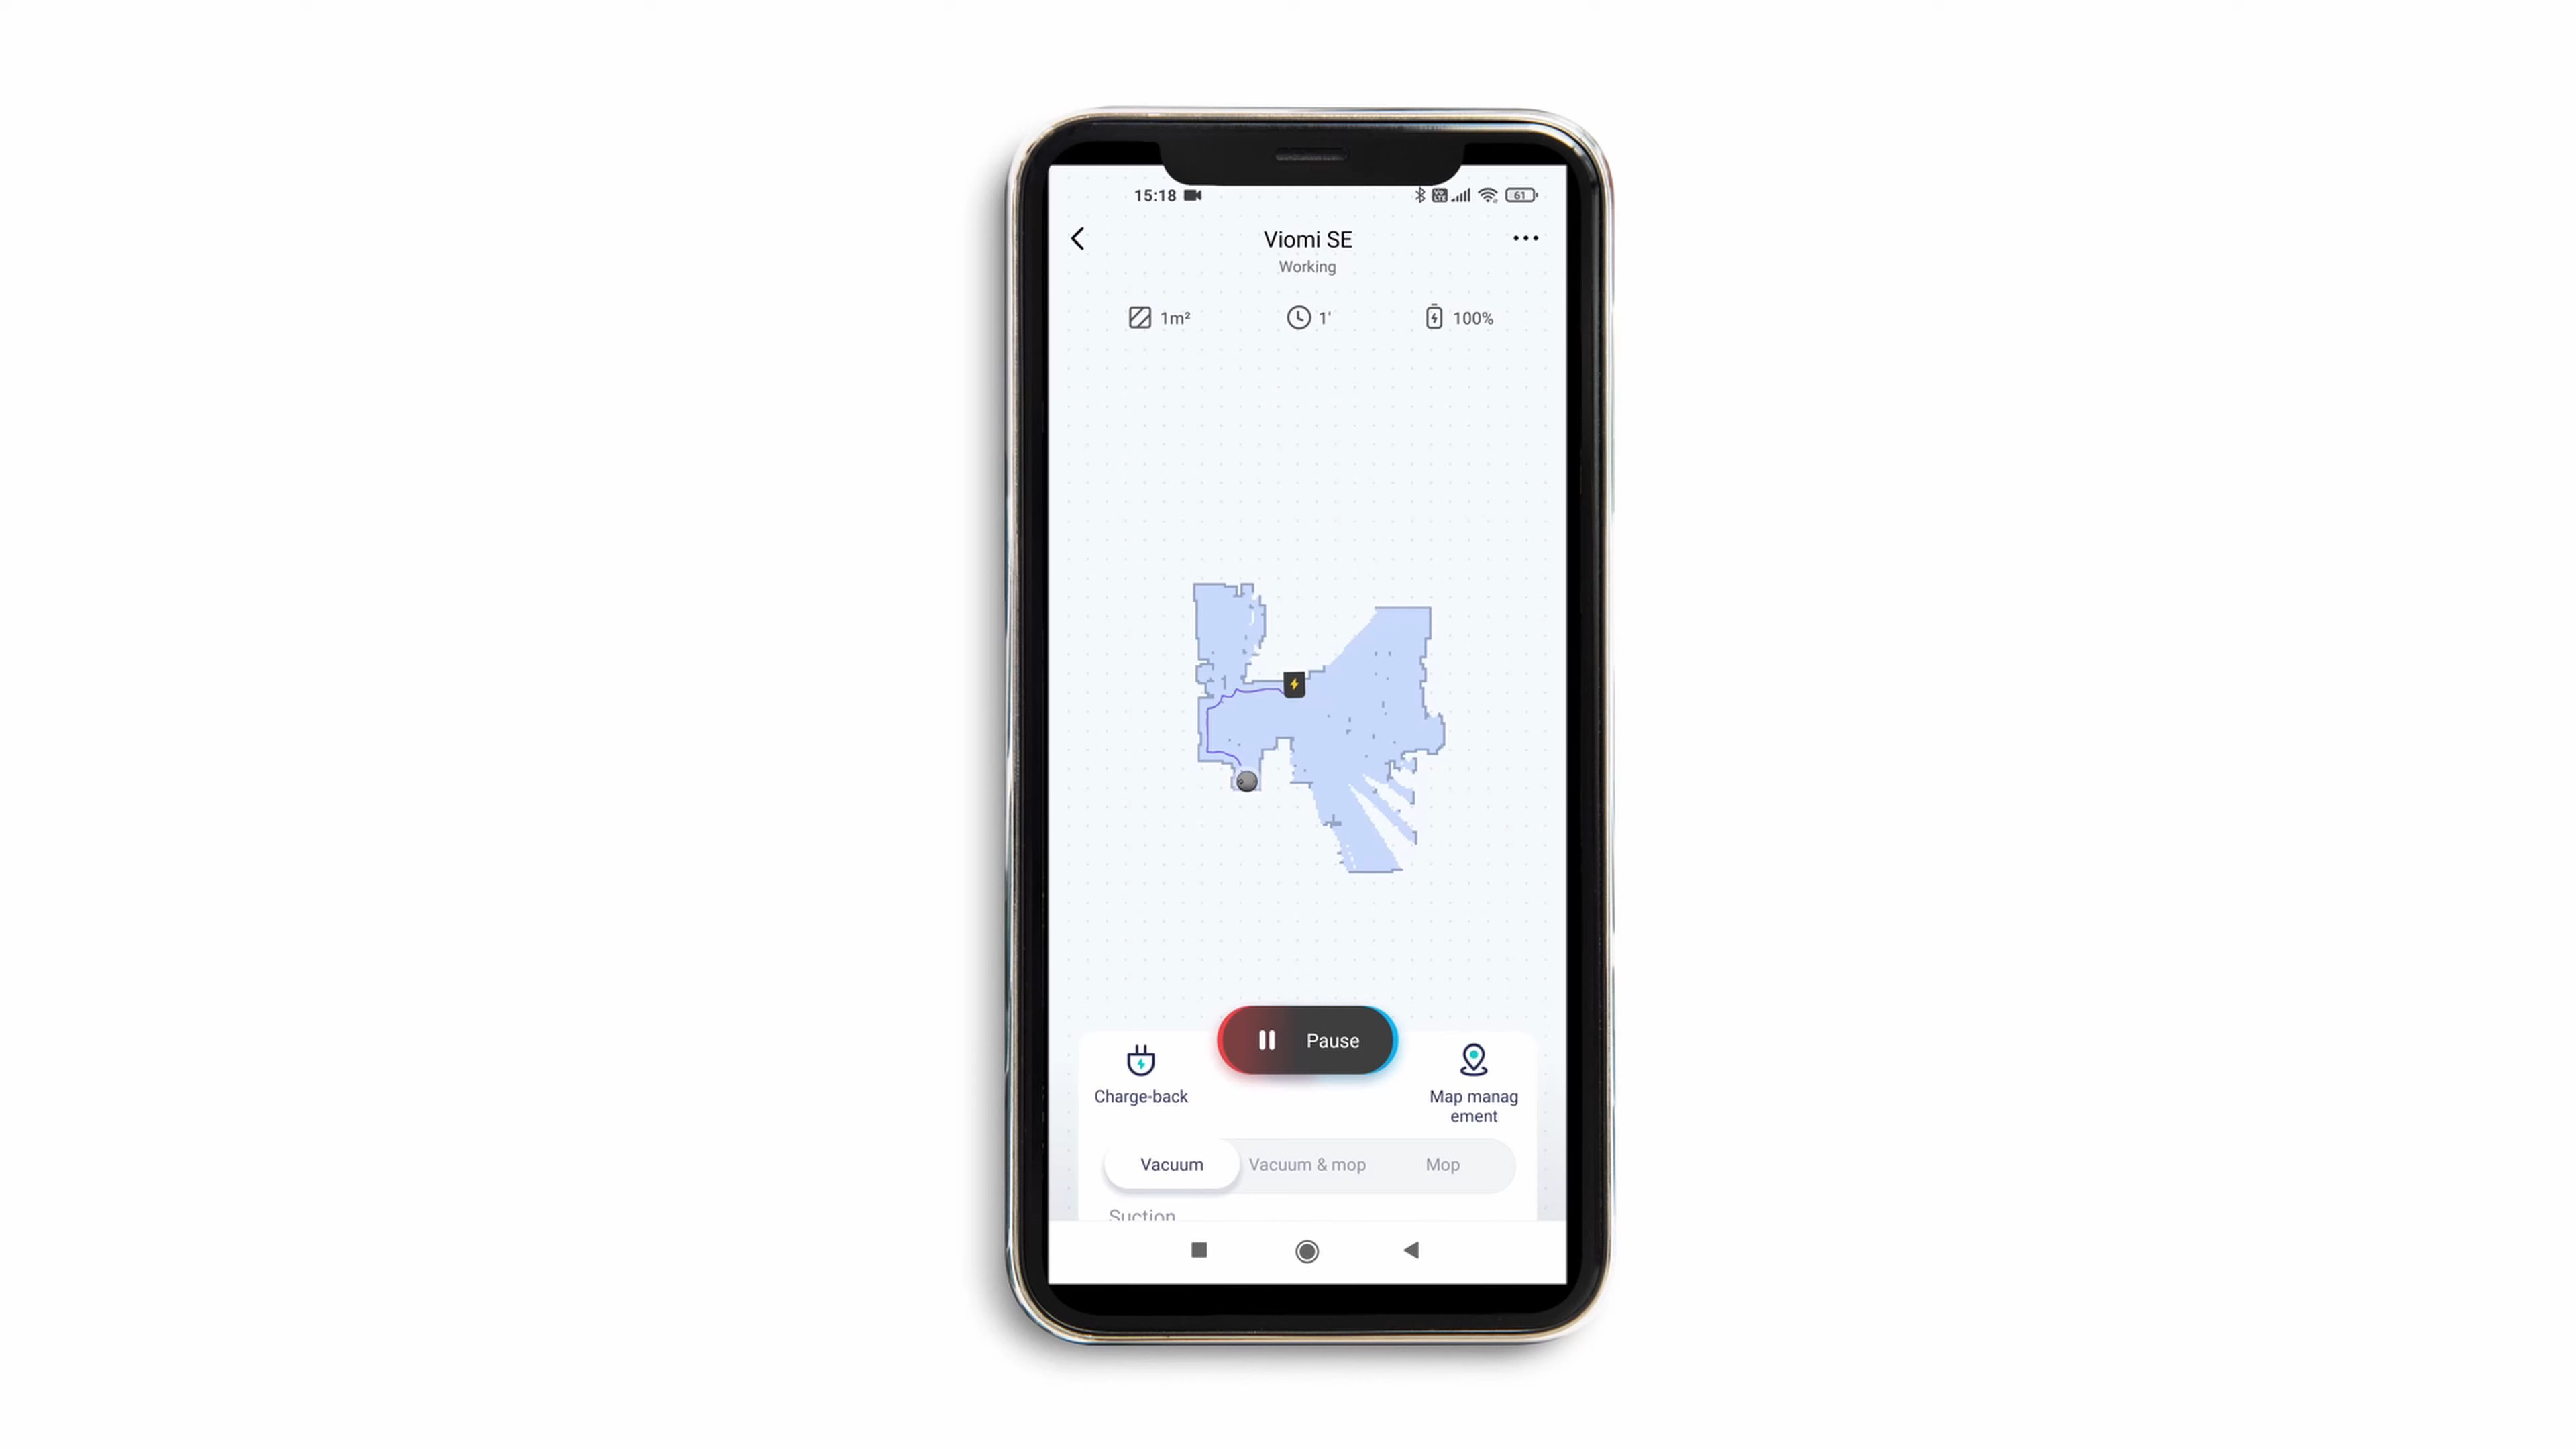 15:18
61
Viomi SE
Working
1m²
1'
100%
Pause
Charge-back
Map manag
ement
Vacuum
Vacuum & mop
Mop
Suction